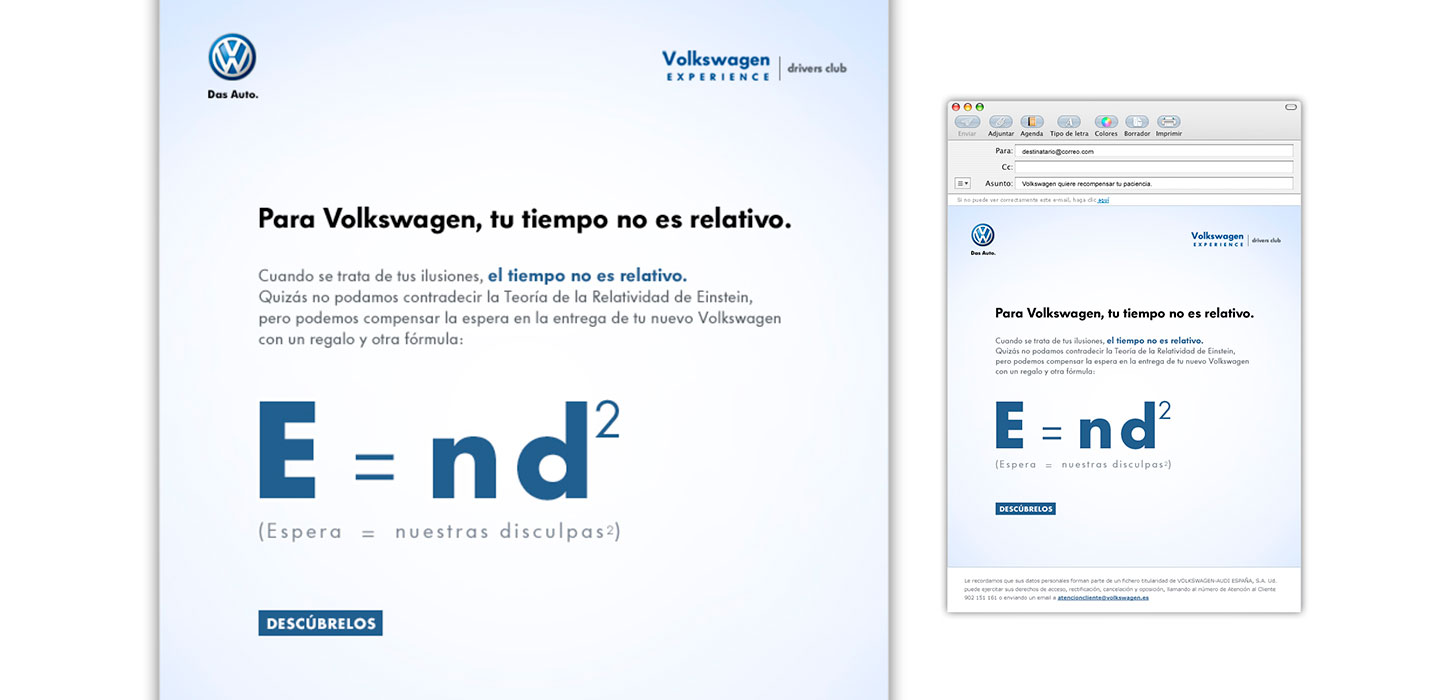 Das Auto.
Volkswagen
EXPERIENCE
drivers club
Para Volkswagen, tu tiempo no es relativo.
Cuando se trata de tus ilusiones, el tiempo no es relativo.
Quizás no podamos contradecir la Teoría de la Relatividad de Einstein,
pero podemos compensar la espera en la entrega de tu nuevo Volkswagen
con un regalo y otra fórmula:
E = nd²
(Espera = nuestras disculpas²)
DESCÚBRELOS
Enviar Adjuntar Agenda Tipo de letra Colores Borrador Imprimir
Para: destinatario@correo.com
Cc:
Asunto: Volkswagen quiere recompensar tu paciencia.
Si no puede ver correctamente este e-mail, haga clic aquí
Das Auto.
Volkswagen
EXPERIENCE
drivers club
Para Volkswagen, tu tiempo no es relativo.
Cuando se trata de tus ilusiones, el tiempo no es relativo.
Quizás no podamos contradecir la Teoría de la Relatividad de Einstein,
pero podemos compensar la espera en la entrega de tu nuevo Volkswagen
con un regalo y otra fórmula:
E = nd²
(Espera = nuestras disculpas²)
DESCÚBRELOS
Le recordamos que sus datos personales forman parte de un fichero titularidad de VOLKSWAGEN-AUDI ESPAÑA, S.A. Ud.
puede ejercitar sus derechos de acceso, rectificación, cancelación y oposición, llamando al número de Atención al Cliente
902 151 161 o enviando un email a atencioncliente@volkswagen.es